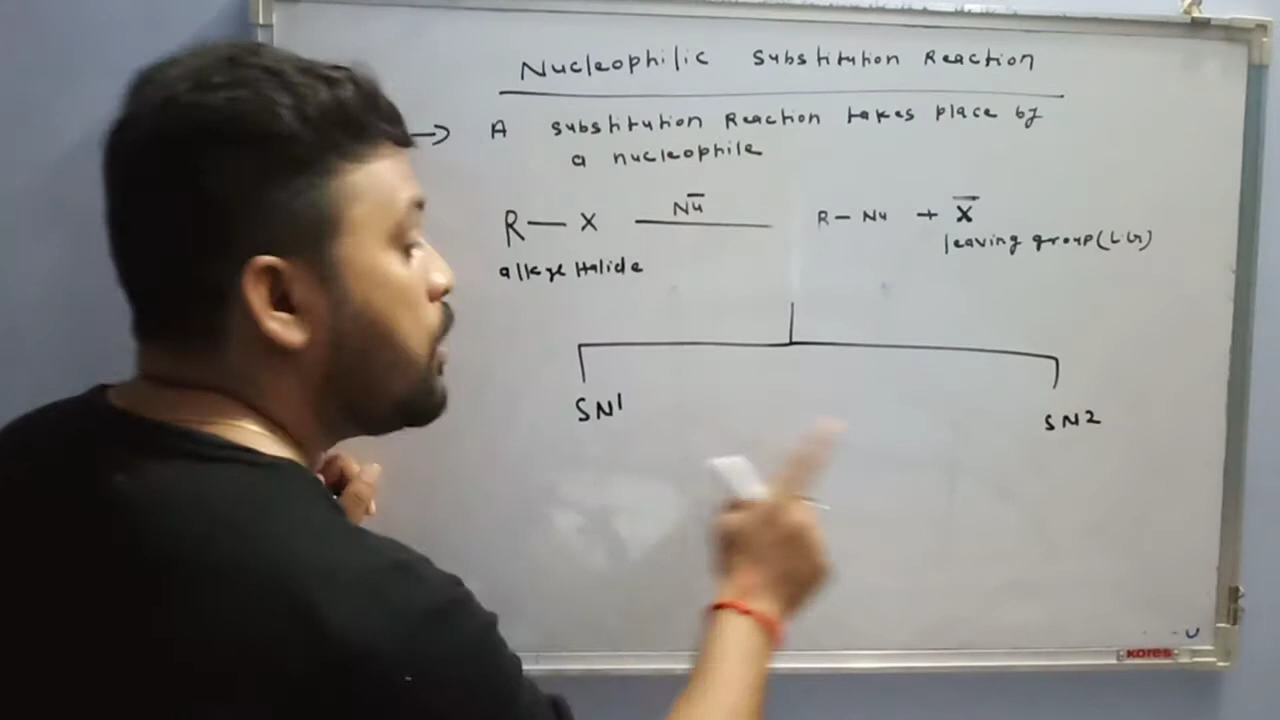 Nucleophilic Substitution Reaction
→ A substitution Reaction takes place by
a nucleophile
R — X  Nu̅  R - Nu + X̅
leaving group (L.G)
alkyl Halide
SN1 SN2
KORES